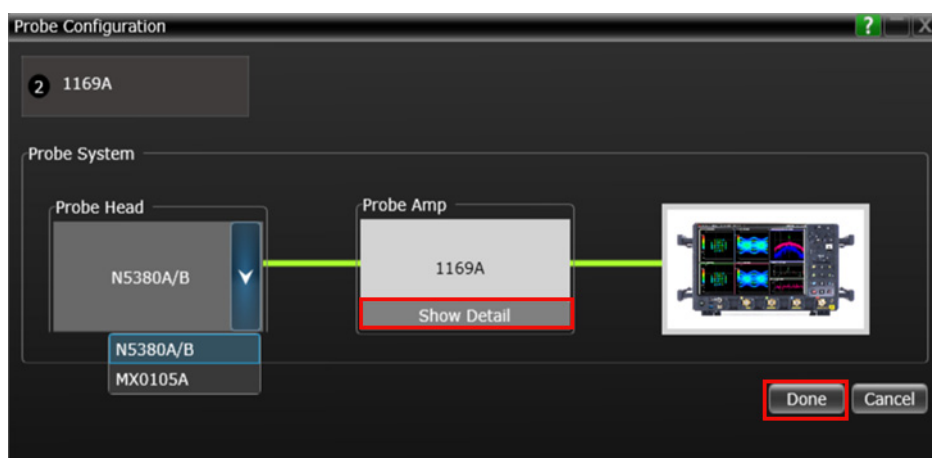 Probe Configuration
?
X
2 1169A
Probe System
Probe Head
Probe Amp
N5380A/B
1169A
Show Detail
N5380A/B
MX0105A
Done
Cancel